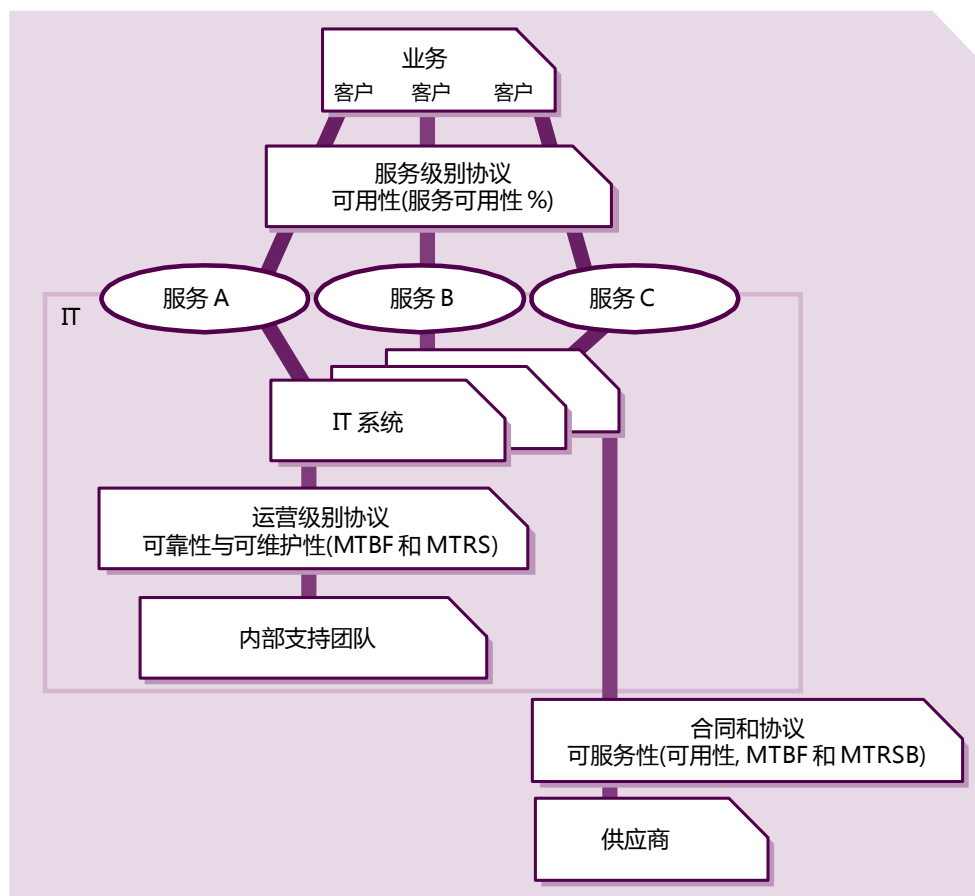 业务
客户 客户 客户
服务级别协议
可用性(服务可用性 %)
服务 A 服务 B 服务 C
IT
IT 系统
运营级别协议
可靠性与可维护性(MTBF 和 MTRS)
内部支持团队
合同和协议
可服务性(可用性, MTBF 和 MTRSB)
供应商